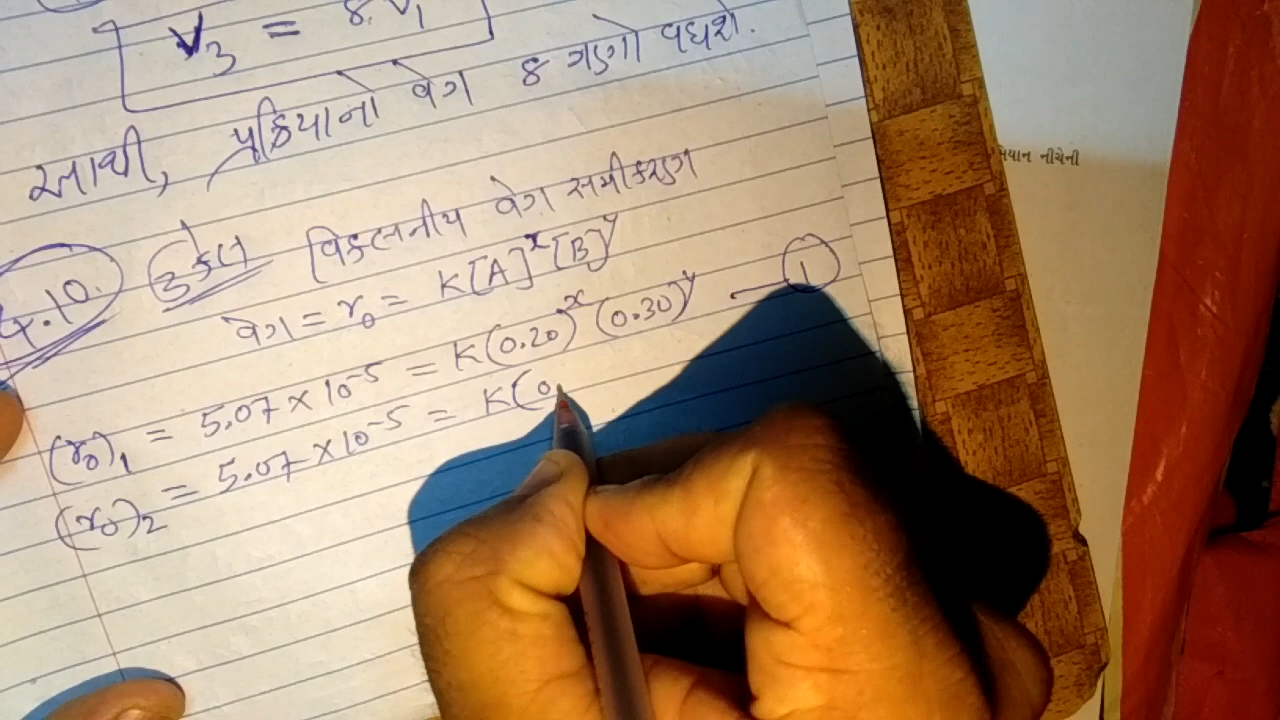 V₃ = 8.V₁
આથી, પ્રક્રિયાનો વેગ 8 ગણો વધશે.
4.10. ઉકેલ વિકલનીય વેગ સમીકરણ
વેગ = r₀ = K[A]ˣ[B]ʸ
(r₀)₁ = 5.07 × 10⁻⁵ = K(0.20)ˣ (0.30)ʸ — ①
(r₀)₂ = 5.07 × 10⁻⁵ = K(0.
નીચેની